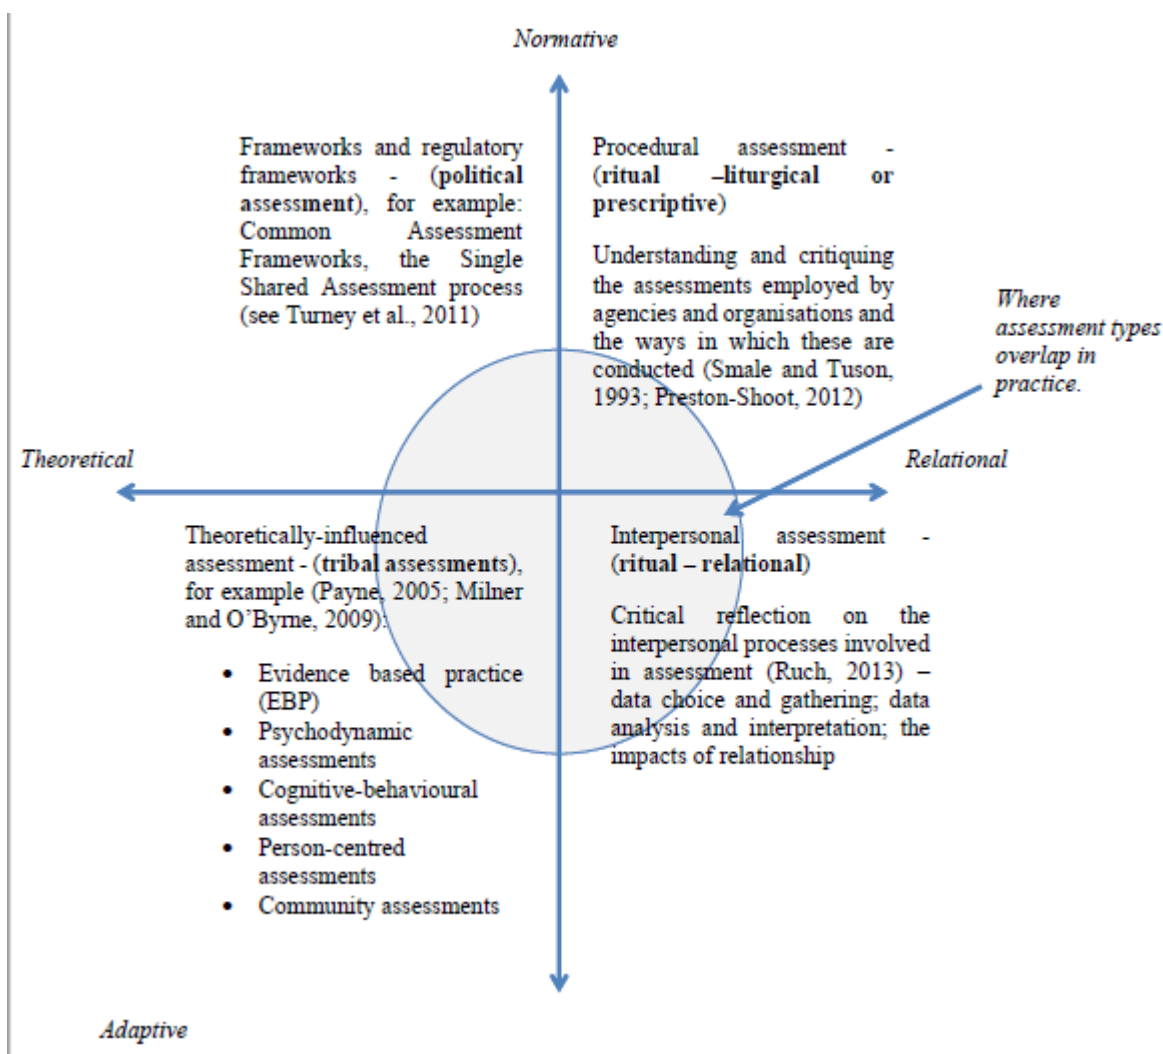 Normative
Frameworks and regulatory
frameworks - (political
assessment), for example:
Common Assessment
Frameworks, the Single
Shared Assessment process
(see Turney et al., 2011)
Procedural assessment -
(ritual –liturgical or
prescriptive)
Understanding and critiquing
the assessments employed by
agencies and organisations and
the ways in which these are
conducted (Smale and Tuson,
1993; Preston-Shoot, 2012)
Where
assessment types
overlap in
practice.
Theoretical
Relational
Theoretically-influenced
assessment - (tribal assessments),
for example (Payne, 2005; Milner
and O’Byrne, 2009):
• Evidence based practice
(EBP)
• Psychodynamic
assessments
• Cognitive-behavioural
assessments
• Person-centred
assessments
• Community assessments
Interpersonal assessment -
(ritual – relational)
Critical reflection on the
interpersonal processes involved
in assessment (Ruch, 2013) –
data choice and gathering; data
analysis and interpretation; the
impacts of relationship
Adaptive